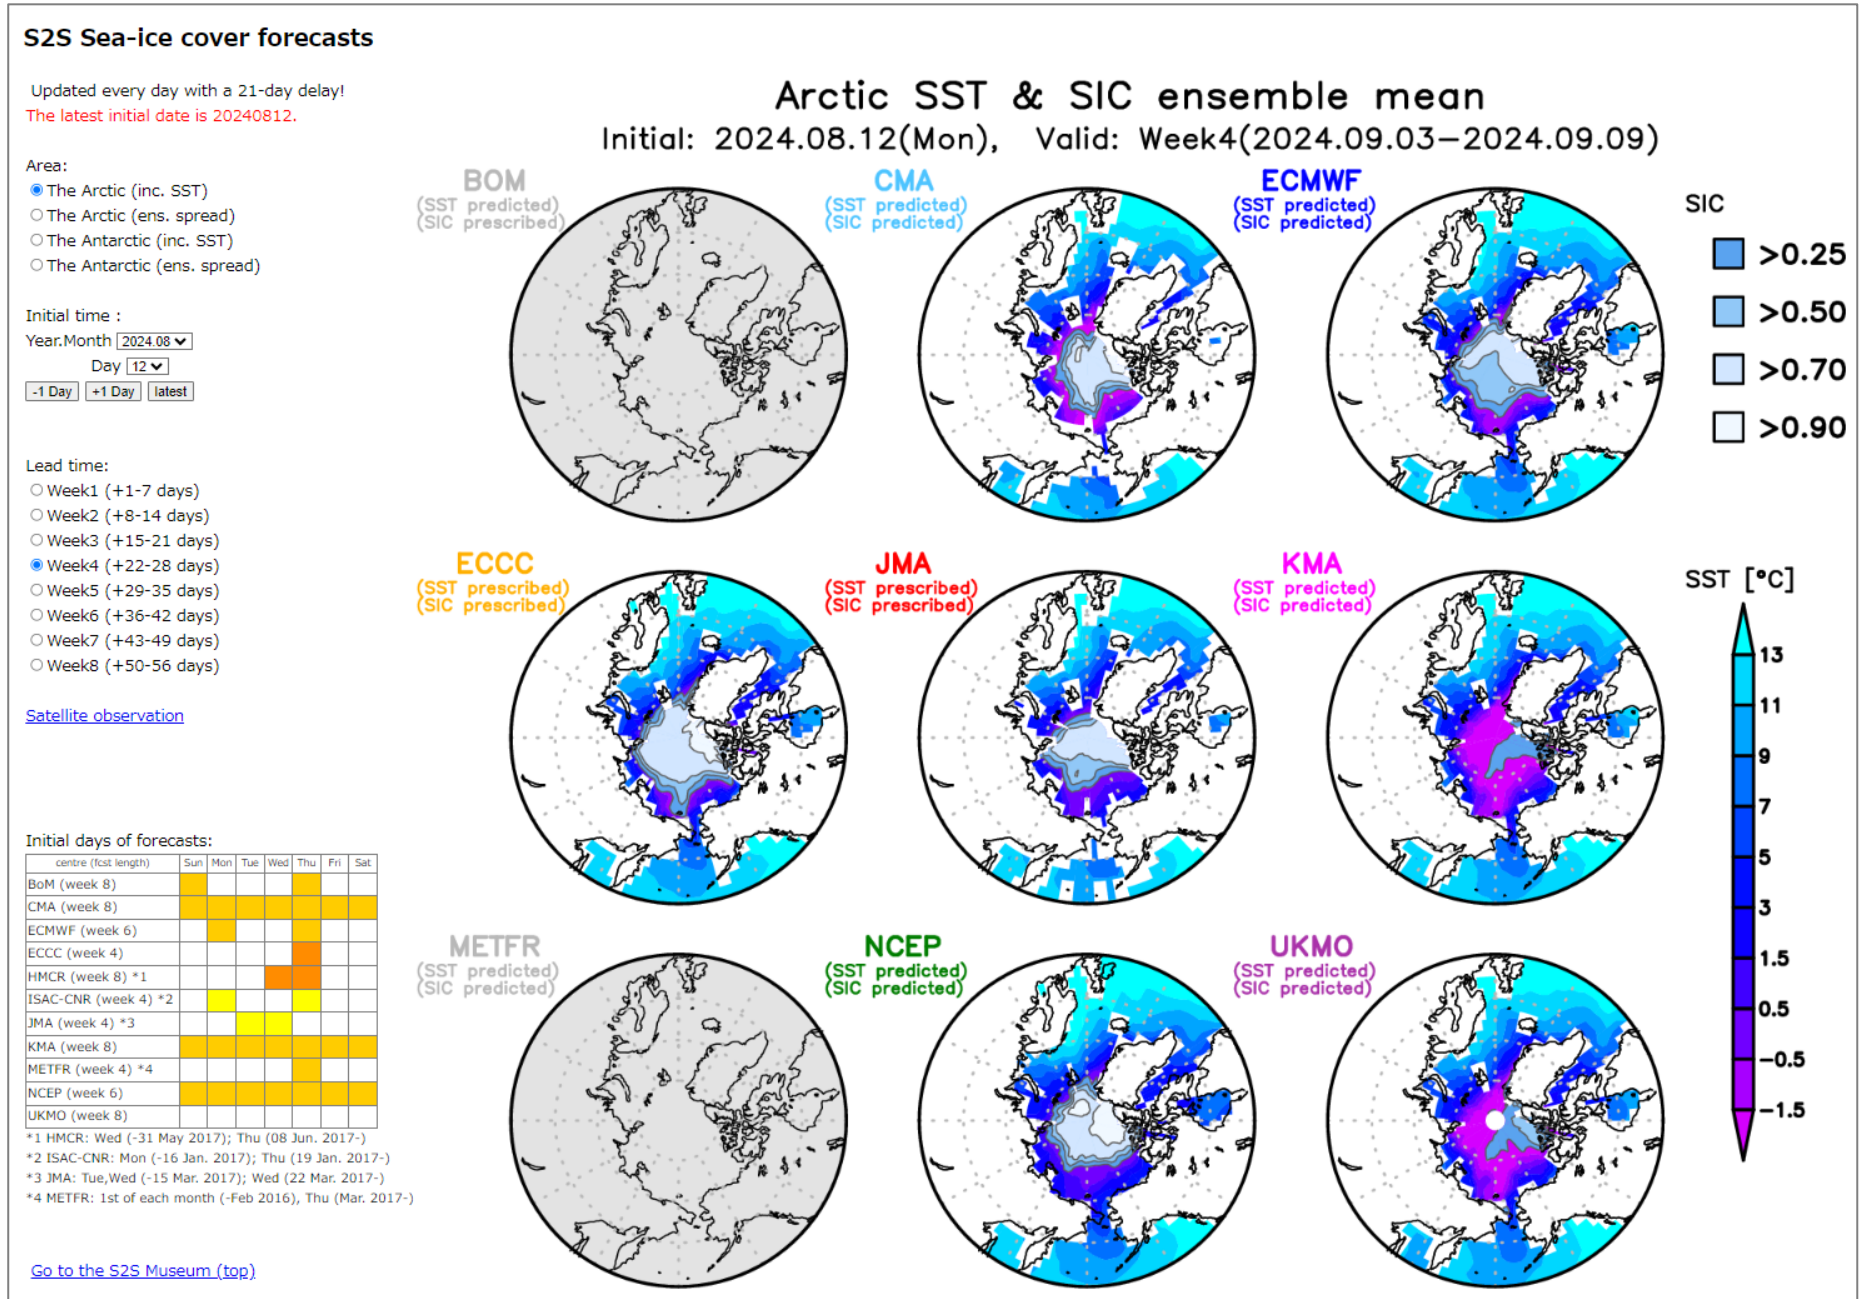 S2S Sea-ice cover forecasts
Updated every day with a 21-day delay!
The latest initial date is 20240812.
Area:
The Arctic (inc. SST)
The Arctic (ens. spread)
The Antarctic (inc. SST)
The Antarctic (ens. spread)
Initial time :
Year.Month 2024.08
Day 12
-1 Day +1 Day latest
Lead time:
Week1 (+1-7 days)
Week2 (+8-14 days)
Week3 (+15-21 days)
Week4 (+22-28 days)
Week5 (+29-35 days)
Week6 (+36-42 days)
Week7 (+43-49 days)
Week8 (+50-56 days)
Satellite observation
Initial days of forecasts:
centre (fcst length) Sun Mon Tue Wed Thu Fri Sat
BoM (week 8)
CMA (week 8)
ECMWF (week 6)
ECCC (week 4)
HMCR (week 8) *1
ISAC-CNR (week 4) *2
JMA (week 4) *3
KMA (week 8)
METFR (week 4) *4
NCEP (week 6)
UKMO (week 8)
*1 HMCR: Wed (-31 May 2017); Thu (08 Jun. 2017-)
*2 ISAC-CNR: Mon (-16 Jan. 2017); Thu (19 Jan. 2017-)
*3 JMA: Tue,Wed (-15 Mar. 2017); Wed (22 Mar. 2017-)
*4 METFR: 1st of each month (-Feb 2016), Thu (Mar. 2017-)
Go to the S2S Museum (top)
Arctic SST & SIC ensemble mean
Initial: 2024.08.12(Mon), Valid: Week4(2024.09.03−2024.09.09)
BOM
(SST predicted)
(SIC prescribed)
CMA
(SST predicted)
(SIC predicted)
ECMWF
(SST predicted)
(SIC predicted)
ECCC
(SST prescribed)
(SIC prescribed)
JMA
(SST prescribed)
(SIC prescribed)
KMA
(SST predicted)
(SIC predicted)
METFR
(SST predicted)
(SIC predicted)
NCEP
(SST predicted)
(SIC predicted)
UKMO
(SST predicted)
(SIC predicted)
SIC
>0.25
>0.50
>0.70
>0.90
SST [°C]
13
11
9
7
5
3
1.5
0.5
−0.5
−1.5